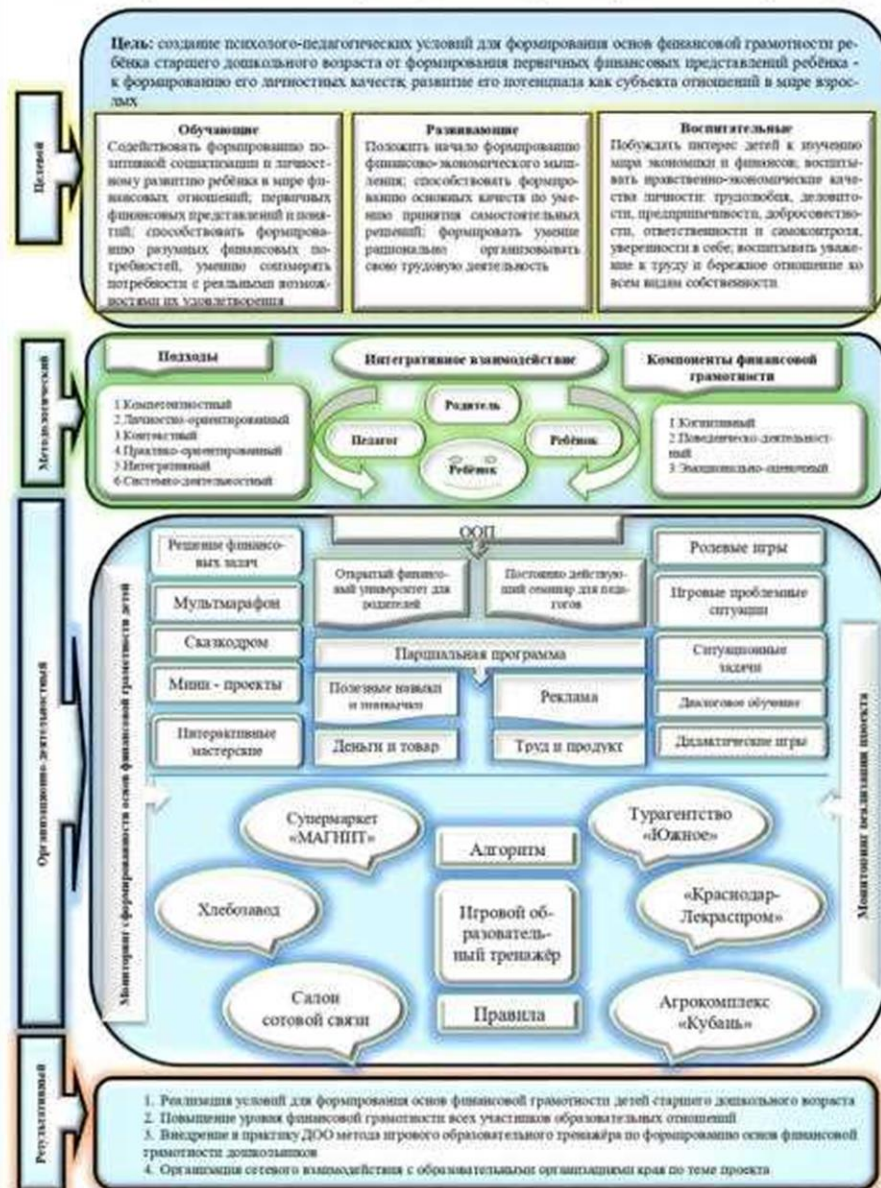 Цель: создание психолого-педагогических условий для формирования основ финансовой грамотности ре-
бёнка старшего дошкольного возраста от формирования первичных финансовых представлений ребёнка -
к формированию его личностных качеств, развитие его потенциала как субъекта отношений в мире взрос-
лых
Целевой
Обучающие
Содействовать формированию по-
зитивной социализации и личност-
ному развитию ребёнка в мире фи-
нансовых отношений; первичных
финансовых представлений и поня-
тий; способствовать формирова-
нию разумных финансовых по-
требностей, умению соизмерять
потребности с реальными возмож-
ностями их удовлетворения
Развивающие
Положить начало формированию
финансово-экономического мыш-
ления; способствовать формиро-
ванию основных качеств по уме-
нию принятия самостоятельных
решений; формировать умение
рационально организовывать
свою трудовую деятельность
Воспитательные
Побуждать интерес детей к изучению
мира экономики и финансов; воспиты-
вать нравственно-экономические каче-
ства личности: трудолюбия, деловито-
сти, предприимчивости, добросовестно-
сти, ответственности и самоконтроля,
уверенности в себе; воспитывать уваже-
ние к труду и бережное отношение ко
всем видам собственности
Методологический
Подходы
1 Компетентностный
2 Личностно-ориентированный
3 Контекстный
4 Практико-ориентированный
5 Интегративный
6 Системно-деятельностный
Интегративное взаимодействие
Родитель
Педагог
Ребёнок
Ребёнок
Компоненты финансовой
грамотности
1 Когнитивный
2 Поведенческо-деятельност-
ный
3 Эмоционально-оценочный
Организационно-деятельностный
Мониторинг сформированности основ финансовой грамотности детей
Решение финансо-
вых задач
Мультмарафон
Сказкодром
Мини - проекты
Интерактивные
мастерские
ООП
Открытый финансо-
вый университет для
родителей
Постоянно действую-
щий семинар для педа-
гогов
Парциальная программа
Полезные навыки
и привычки
Реклама
Деньги и товар
Труд и продукт
Ролевые игры
Игровые проблемные
ситуации
Ситуационные
задачи
Диалоговое обучение
Дидактические игры
Мониторинг реализации проекта
Супермаркет
«МАГНИТ»
Хлебозавод
Салон
сотовой связи
Алгоритм
Игровой об-
разователь-
ный тренажёр
Правила
Турагентство
«Южное»
«Краснодар-
Лекраспром»
Агрокомплекс
«Кубань»
Результативный
1. Реализация условий для формирования основ финансовой грамотности детей старшего дошкольного возраста
2. Повышение уровня финансовой грамотности всех участников образовательных отношений
3. Внедрение в практику ДОО метода игрового образовательного тренажёра по формированию основ финансовой
грамотности дошкольников
4. Организация сетевого взаимодействия с образовательными организациями края по теме проекта